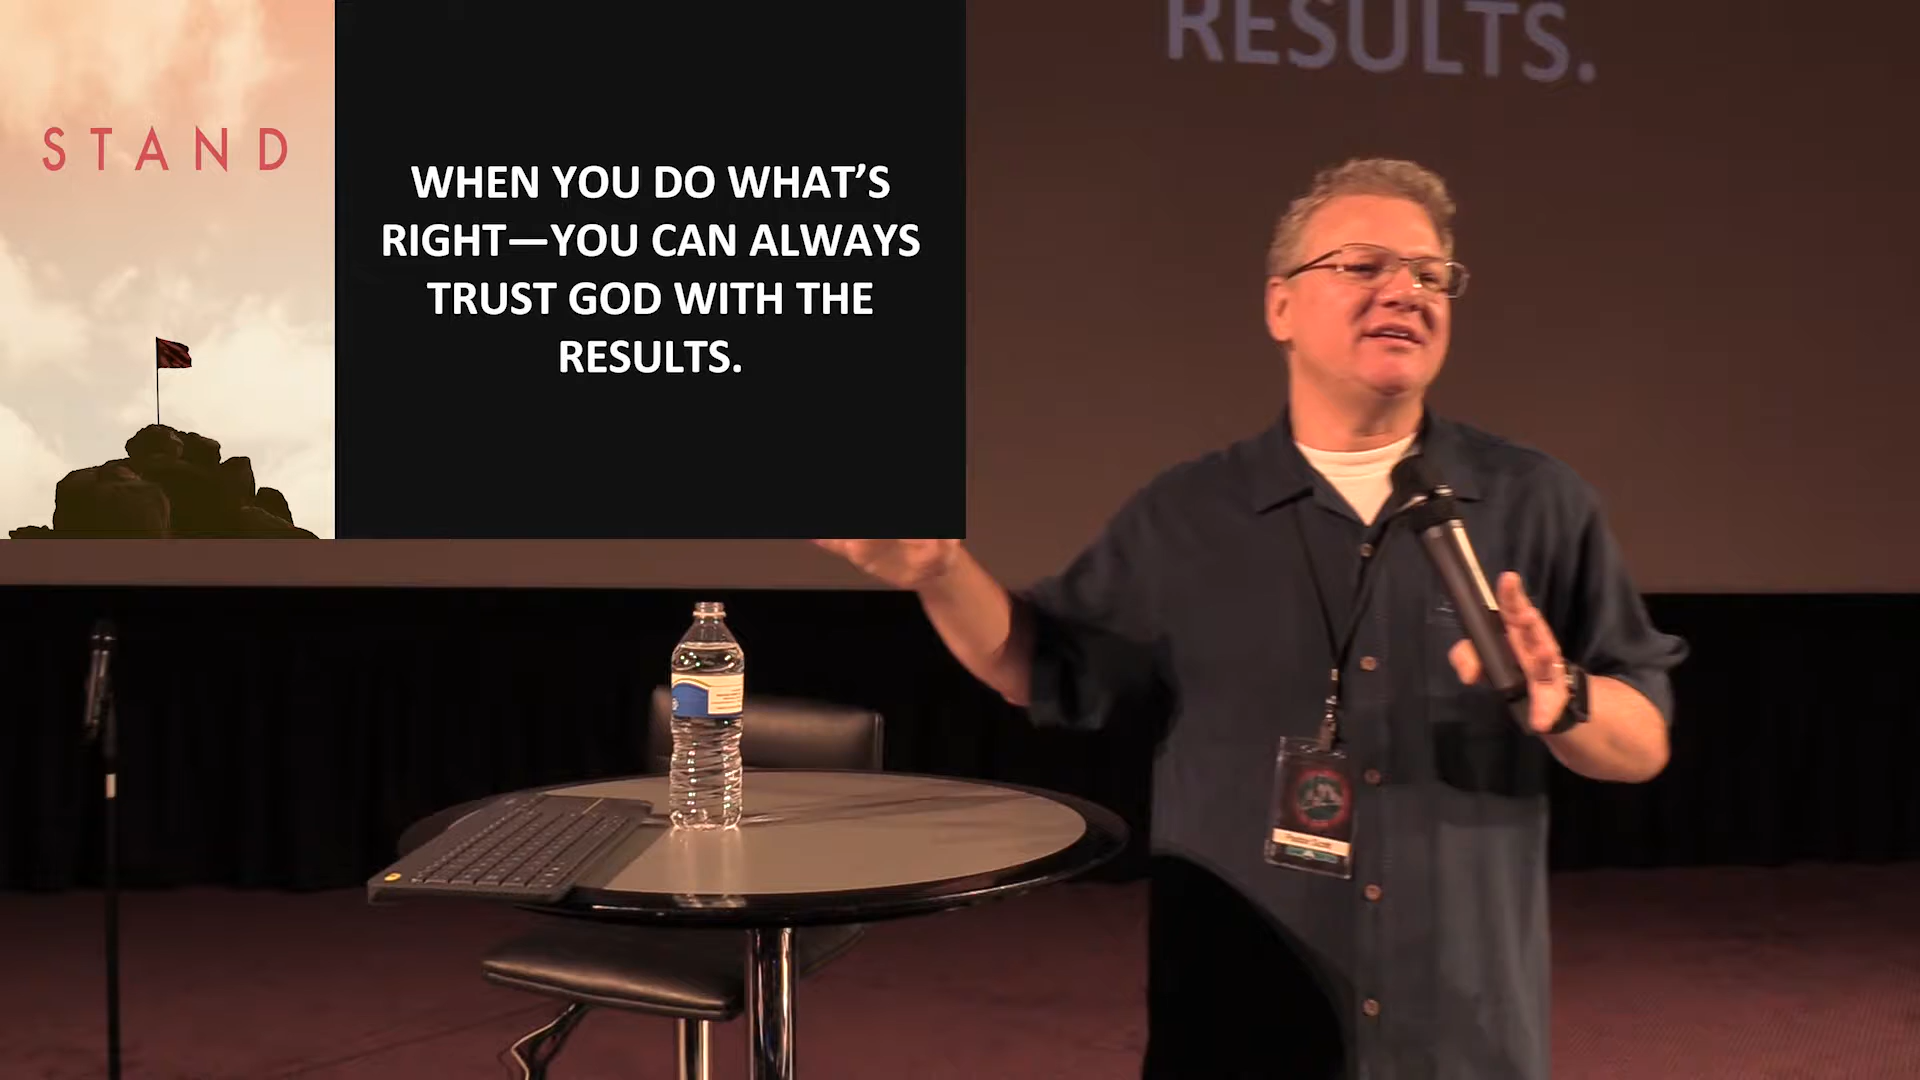 STAND
WHEN YOU DO WHAT’S
RIGHT—YOU CAN ALWAYS
TRUST GOD WITH THE
RESULTS.
RESULTS.